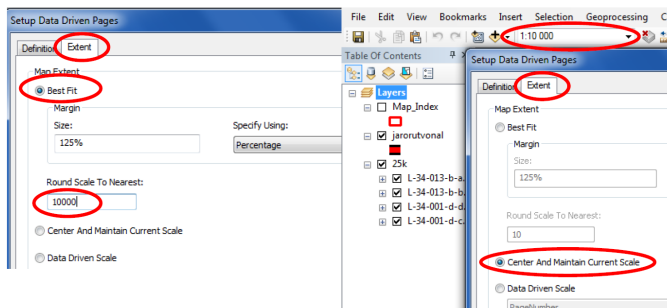 Setup Data Driven Pages
Definition Extent
Map Extent
Best Fit
Margin
Size:
Specify Using:
125%
Percentage
Round Scale To Nearest:
10000
Center And Maintain Current Scale
Data Driven Scale
File Edit View Bookmarks Insert Selection Geoprocessing
1:10 000
Table Of Contents
Layers
Map_Index
jarorutvonal
25k
L-34-013-b-a.
L-34-013-b-b.
L-34-001-d-d.
L-34-001-d-c.
Setup Data Driven Pages
Definition Extent
Map Extent
Best Fit
Margin
Size:
125%
Round Scale To Nearest:
10
Center And Maintain Current Scale
Data Driven Scale
PageNumber